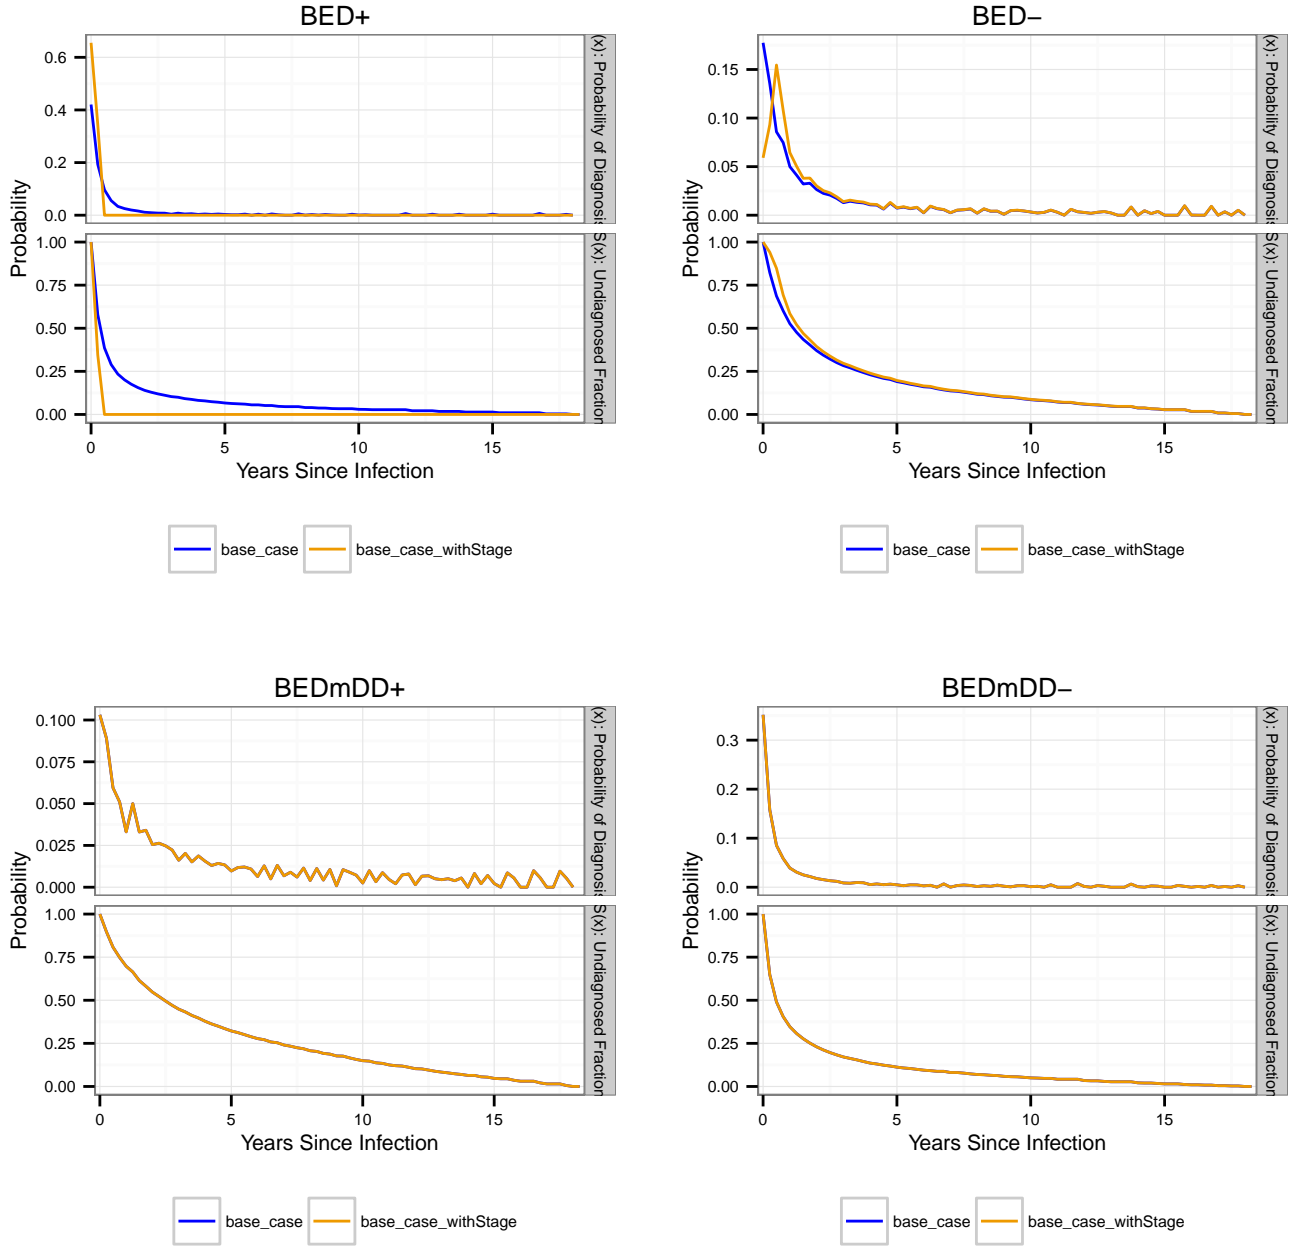 BED+
0.6
0.4
0.2
0.0
(x): Probability of Diagnosis
1.00
0.75
0.50
0.25
0.00
S(x): Undiagnosed Fraction
Probability
0 5 10 15
Years Since Infection
base_case base_case_withStage
BED–
0.15
0.10
0.05
0.00
(x): Probability of Diagnosis
1.00
0.75
0.50
0.25
0.00
S(x): Undiagnosed Fraction
Probability
0 5 10 15
Years Since Infection
base_case base_case_withStage
BEDmDD+
0.100
0.075
0.050
0.025
0.000
(x): Probability of Diagnosis
1.00
0.75
0.50
0.25
0.00
S(x): Undiagnosed Fraction
Probability
0 5 10 15
Years Since Infection
base_case base_case_withStage
BEDmDD–
0.3
0.2
0.1
0.0
(x): Probability of Diagnosis
1.00
0.75
0.50
0.25
0.00
S(x): Undiagnosed Fraction
Probability
0 5 10 15
Years Since Infection
base_case base_case_withStage